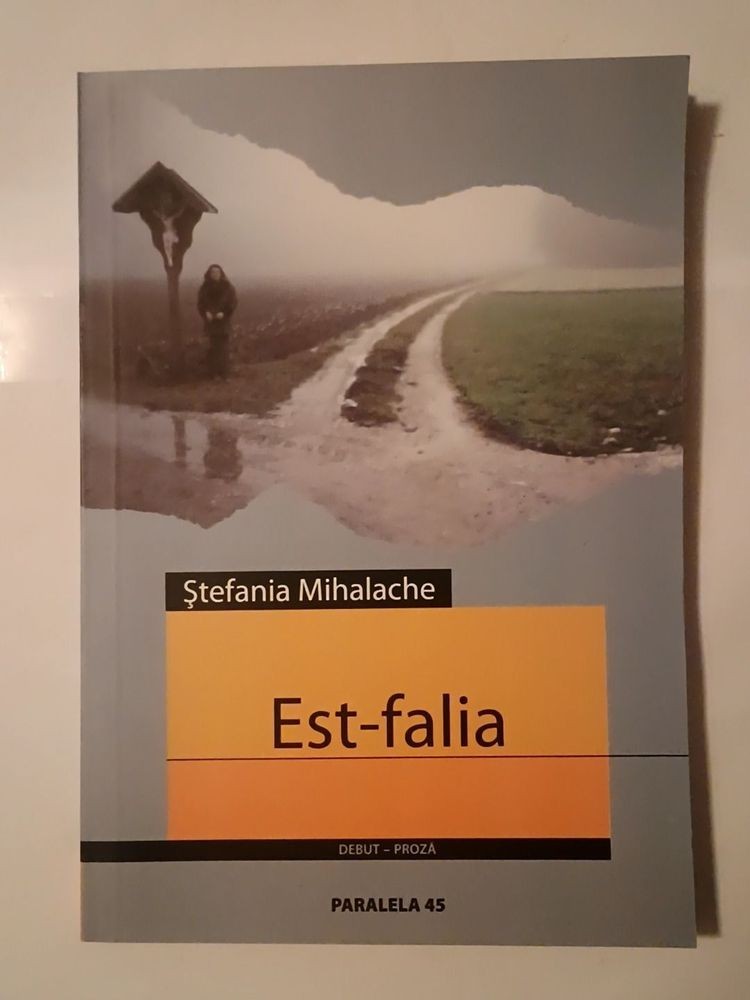 Ştefania Mihalache
Est-falia
DEBUT – PROZĂ
PARALELA 45